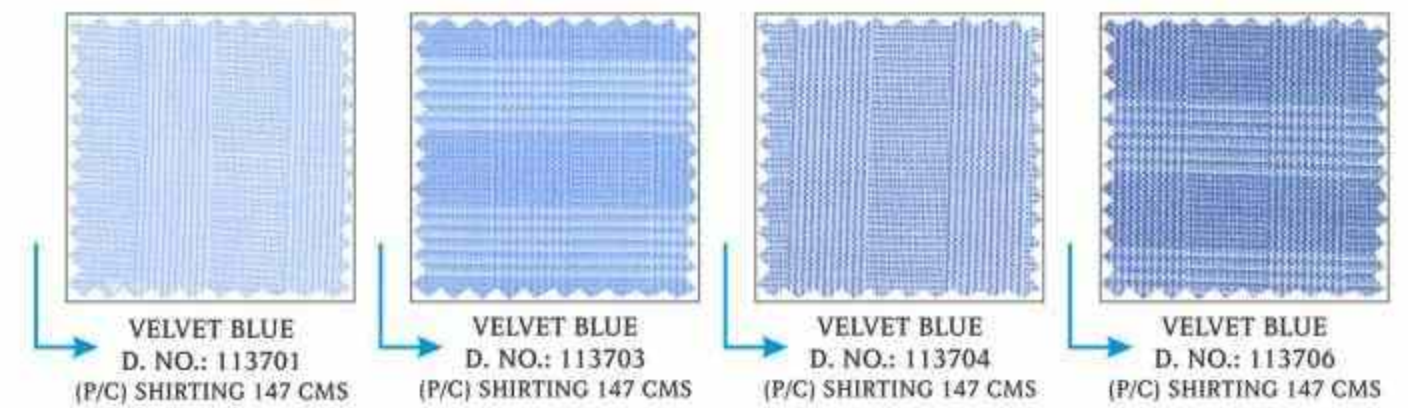 VELVET BLUE
D. NO.: 113701
(P/C) SHIRTING 147 CMS
VELVET BLUE
D. NO.: 113703
(P/C) SHIRTING 147 CMS
VELVET BLUE
D. NO.: 113704
(P/C) SHIRTING 147 CMS
VELVET BLUE
D. NO.: 113706
(P/C) SHIRTING 147 CMS